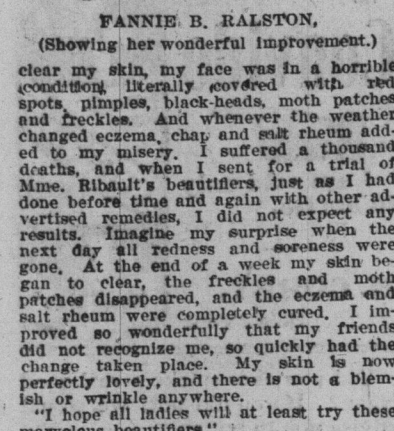 FANNIE B. RALSTON,
(Showing her wonderful improvement.)
clear my skin, my face was in a horrible
condition, literally covered with red
spots, pimples, black-heads, moth patches
and freckles. And whenever the weather
changed eczema, chap and salt rheum add-
ed to my misery. I suffered a thousand
deaths, and when I sent for a trial of
Mme. Ribault's beautifiers, just as I had
done before time and again with other ad-
vertised remedies, I did not expect any
results. Imagine my surprise when the
next day all redness and soreness were
gone. At the end of a week my skin be-
gan to clear, the freckles and moth
patches disappeared, and the eczema and
salt rheum were completely cured. I im-
proved so wonderfully that my friends
did not recognize me, so quickly had the
change taken place. My skin is now
perfectly lovely, and there is not a blem-
ish or wrinkle anywhere.
"I hope all ladies will at least try these
marvelous beautifiers."